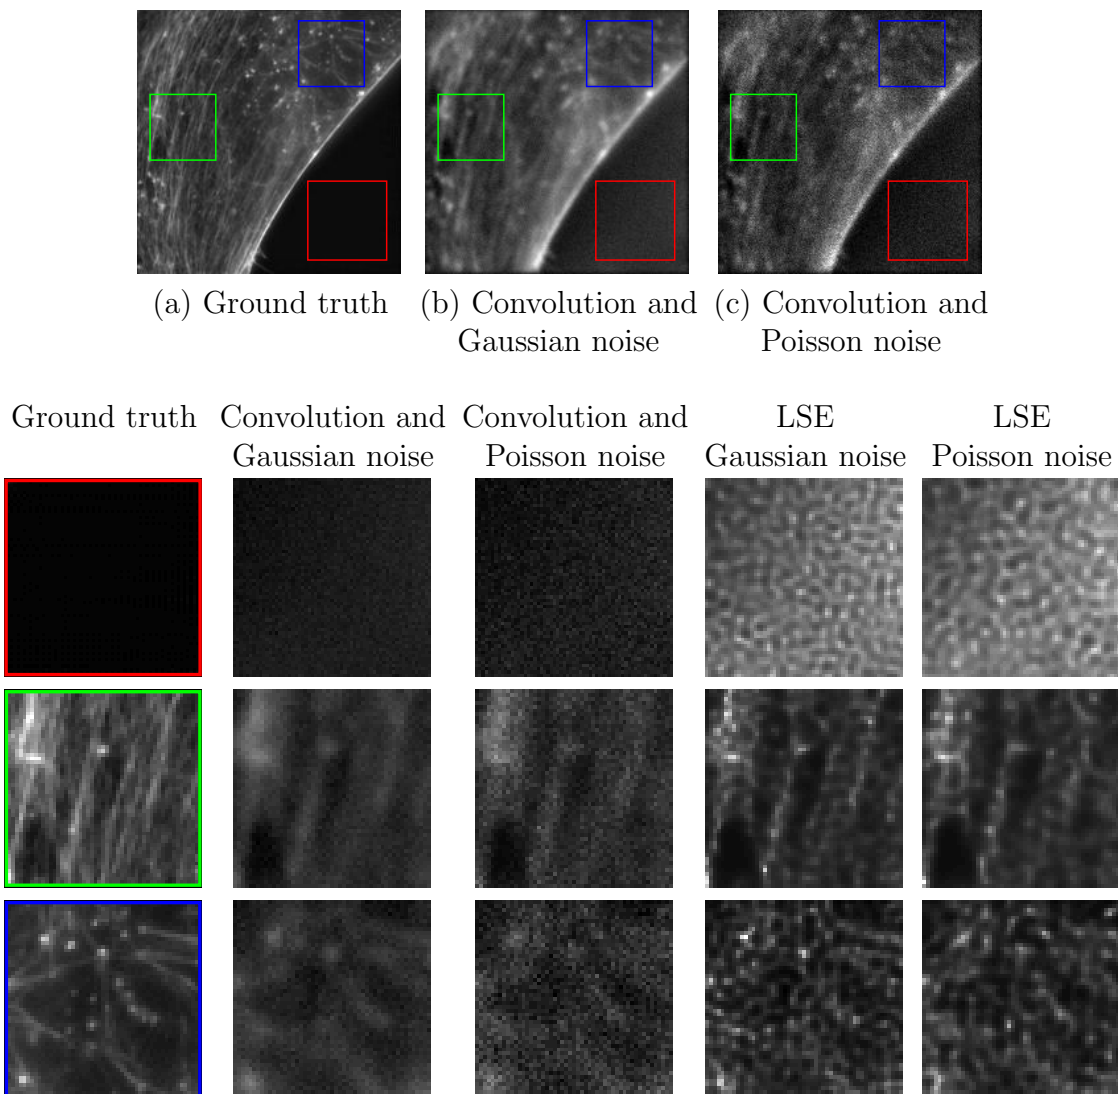 (a) Ground truth
(b) Convolution and
Gaussian noise
(c) Convolution and
Poisson noise
Ground truth
Convolution and
Gaussian noise
Convolution and
Poisson noise
LSE
Gaussian noise
LSE
Poisson noise